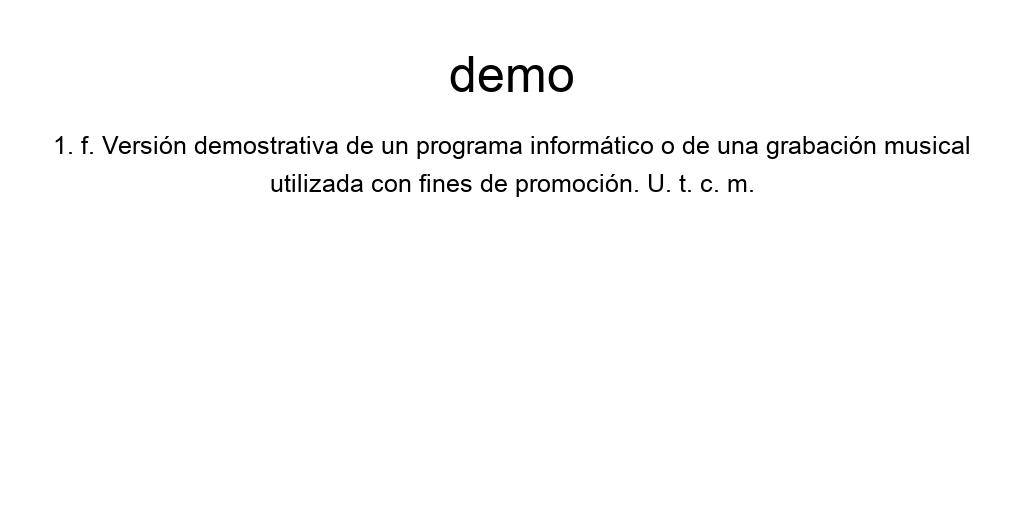 demo
1. f. Versión demostrativa de un programa informático o de una grabación musical
utilizada con fines de promoción. U. t. c. m.